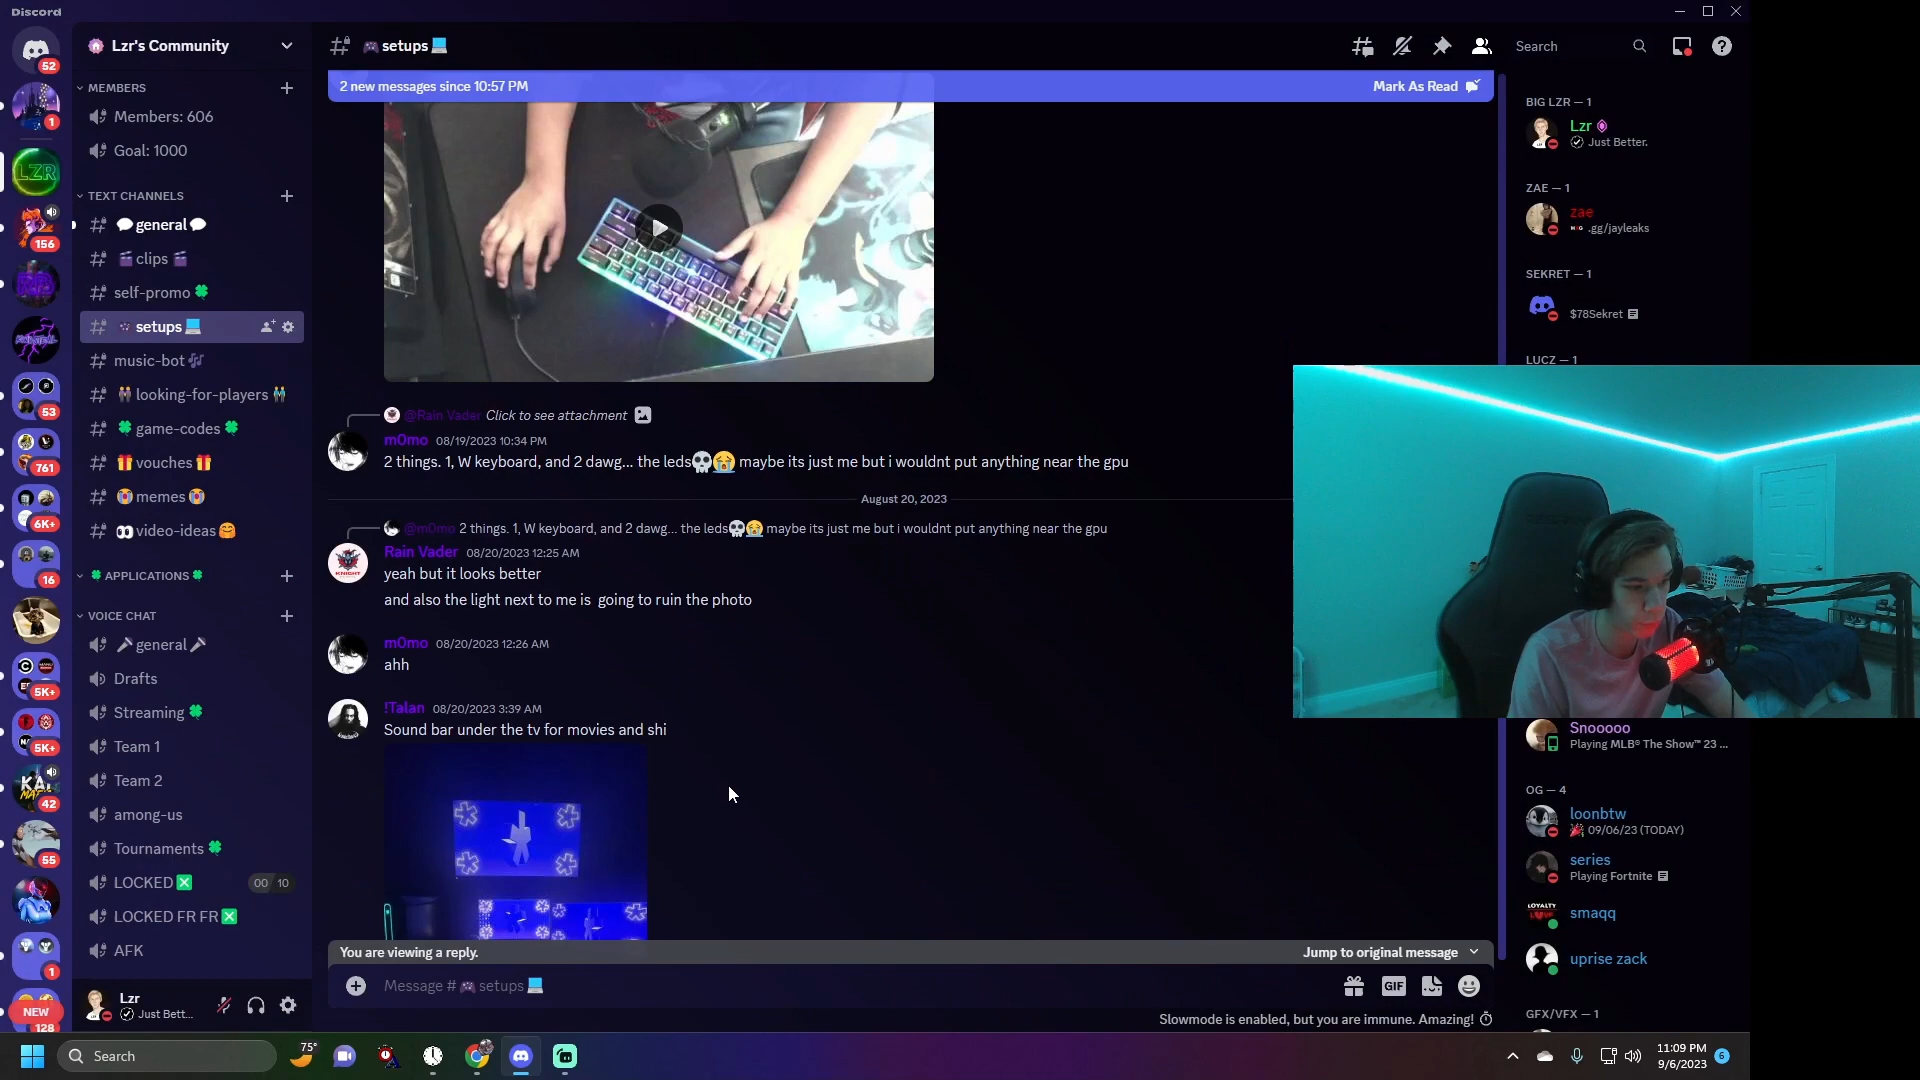 Discord
52
1
LZR
156
53
761
6K+
16
5K+
5K+
KAI
42
55
1
NEW
128
Lzr's Community
MEMBERS
Members: 606
Goal: 1000
TEXT CHANNELS
💬general💬
🎬clips🎬
self-promo🍀
🎮setups💻
music-bot🎶
👬looking-for-players👬
🍀game-codes🍀
🎁vouches🎁
😭memes😭
👀video-ideas🤗
🍀APPLICATIONS🍀
VOICE CHAT
🎤general🎤
Drafts
Streaming🍀
Team 1
Team 2
among-us
Tournaments🍀
LOCKED❎ 00 10
LOCKED FR FR❎
AFK
Lzr
Just Bett...
🎮setups💻
Search
2 new messages since 10:57 PM
Mark As Read
@Rain Vader Click to see attachment
m0mo 08/19/2023 10:34 PM
2 things. 1, W keyboard, and 2 dawg... the leds💀😭 maybe its just me but i wouldnt put anything near the gpu
August 20, 2023
@m0mo 2 things. 1, W keyboard, and 2 dawg... the leds💀😭 maybe its just me but i wouldnt put anything near the gpu
KNIGHT
Rain Vader 08/20/2023 12:25 AM
yeah but it looks better
and also the light next to me is going to ruin the photo
m0mo 08/20/2023 12:26 AM
ahh
!Talan 08/20/2023 3:39 AM
Sound bar under the tv for movies and shi
You are viewing a reply.
Jump to original message
Message #🎮setups💻
GIF
Slowmode is enabled, but you are immune. Amazing!
BIG LZR — 1
Lzr
Just Better.
ZAE — 1
zae
.gg/jayleaks
SEKRET — 1
$78Sekret
LUCZ — 1
Snooooo
Playing MLB® The Show™ 23 ...
OG — 4
loonbtw
🎉 09/06/23 (TODAY)
series
Playing Fortnite
LOYALTY
LOVE
smaqq
uprise zack
GFX/VFX — 1
Search
75°
11:09 PM
9/6/2023
6